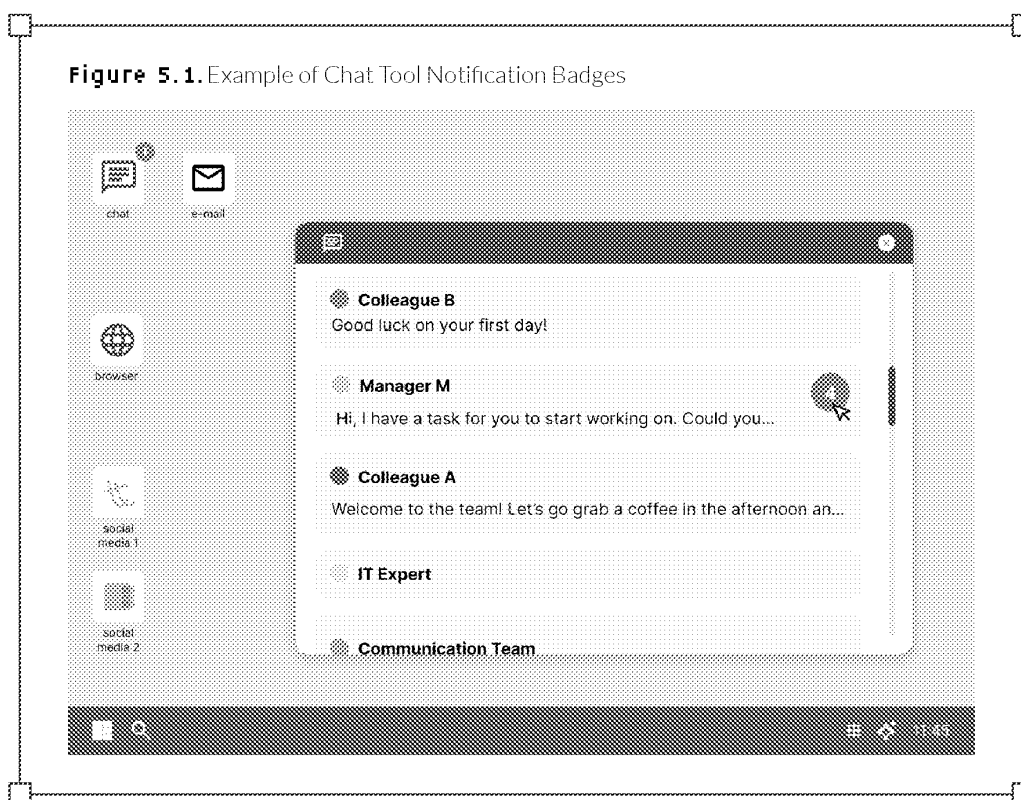 Figure 5.1. Example of Chat Tool Notification Badges
chat
e-mail
Colleague B
Good luck on your first day!
browser
Manager M
Hi, I have a task for you to start working on. Could you...
Colleague A
Welcome to the team! Let's go grab a coffee in the afternoon an...
social
media 1
IT Expert
social
media 2
Communication Team